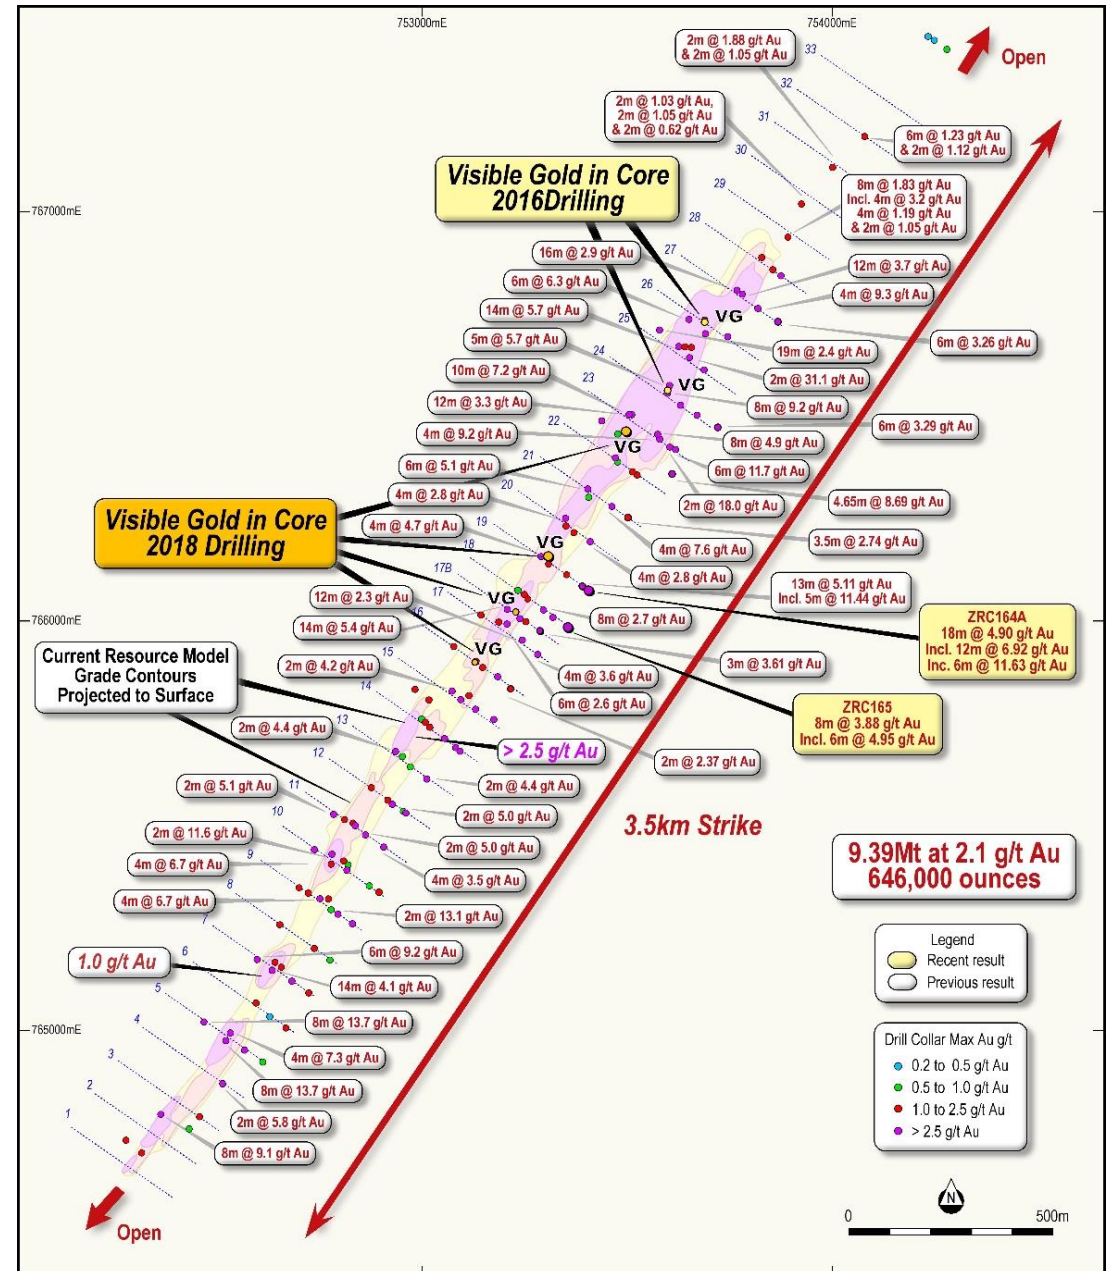 753000mE
754000mE
2m @ 1.88 g/t Au
& 2m @ 1.05 g/t Au
33
Open
32
2m @ 1.03 g/t Au,
2m @ 1.05 g/t Au
& 2m @ 0.62 g/t Au
31
6m @ 1.23 g/t Au
& 2m @ 1.12 g/t Au
30
Visible Gold in Core
2016Drilling
29
8m @ 1.83 g/t Au
Incl. 4m @ 3.2 g/t Au
4m @ 1.19 g/t Au
& 2m @ 1.05 g/t Au
767000mE
28
16m @ 2.9 g/t Au
27
12m @ 3.7 g/t Au
6m @ 6.3 g/t Au
26
4m @ 9.3 g/t Au
14m @ 5.7 g/t Au
VG
25
5m @ 5.7 g/t Au
6m @ 3.26 g/t Au
19m @ 2.4 g/t Au
24
10m @ 7.2 g/t Au
2m @ 31.1 g/t Au
VG
23
12m @ 3.3 g/t Au
8m @ 9.2 g/t Au
22
4m @ 9.2 g/t Au
6m @ 3.29 g/t Au
8m @ 4.9 g/t Au
VG
21
6m @ 5.1 g/t Au
6m @ 11.7 g/t Au
20
4m @ 2.8 g/t Au
4.65m @ 8.69 g/t Au
2m @ 18.0 g/t Au
Visible Gold in Core
2018 Drilling
19
4m @ 4.7 g/t Au
3.5m @ 2.74 g/t Au
VG
4m @ 7.6 g/t Au
18
17B
4m @ 2.8 g/t Au
13m @ 5.11 g/t Au
Incl. 5m @ 11.44 g/t Au
17
12m @ 2.3 g/t Au
VG
16
ZRC164A
18m @ 4.90 g/t Au
Incl. 12m @ 6.92 g/t Au
Inc. 6m @ 11.63 g/t Au
766000mE
14m @ 5.4 g/t Au
8m @ 2.7 g/t Au
VG
Current Resource Model
Grade Contours
Projected to Surface
15
2m @ 4.2 g/t Au
3m @ 3.61 g/t Au
4m @ 3.6 g/t Au
14
6m @ 2.6 g/t Au
ZRC165
8m @ 3.88 g/t Au
Incl. 6m @ 4.95 g/t Au
13
2m @ 4.4 g/t Au
> 2.5 g/t Au
2m @ 2.37 g/t Au
12
2m @ 5.1 g/t Au
2m @ 4.4 g/t Au
11
2m @ 5.0 g/t Au
10
2m @ 11.6 g/t Au
3.5km Strike
2m @ 5.0 g/t Au
9
4m @ 6.7 g/t Au
4m @ 3.5 g/t Au
9.39Mt at 2.1 g/t Au
646,000 ounces
8
4m @ 6.7 g/t Au
2m @ 13.1 g/t Au
7
6m @ 9.2 g/t Au
1.0 g/t Au
6
14m @ 4.1 g/t Au
Legend
Recent result
Previous result
5
8m @ 13.7 g/t Au
765000mE
4
4m @ 7.3 g/t Au
Drill Collar Max Au g/t
0.2 to 0.5 g/t Au
0.5 to 1.0 g/t Au
1.0 to 2.5 g/t Au
> 2.5 g/t Au
3
8m @ 13.7 g/t Au
2
2m @ 5.8 g/t Au
1
8m @ 9.1 g/t Au
Open
N
0
500m